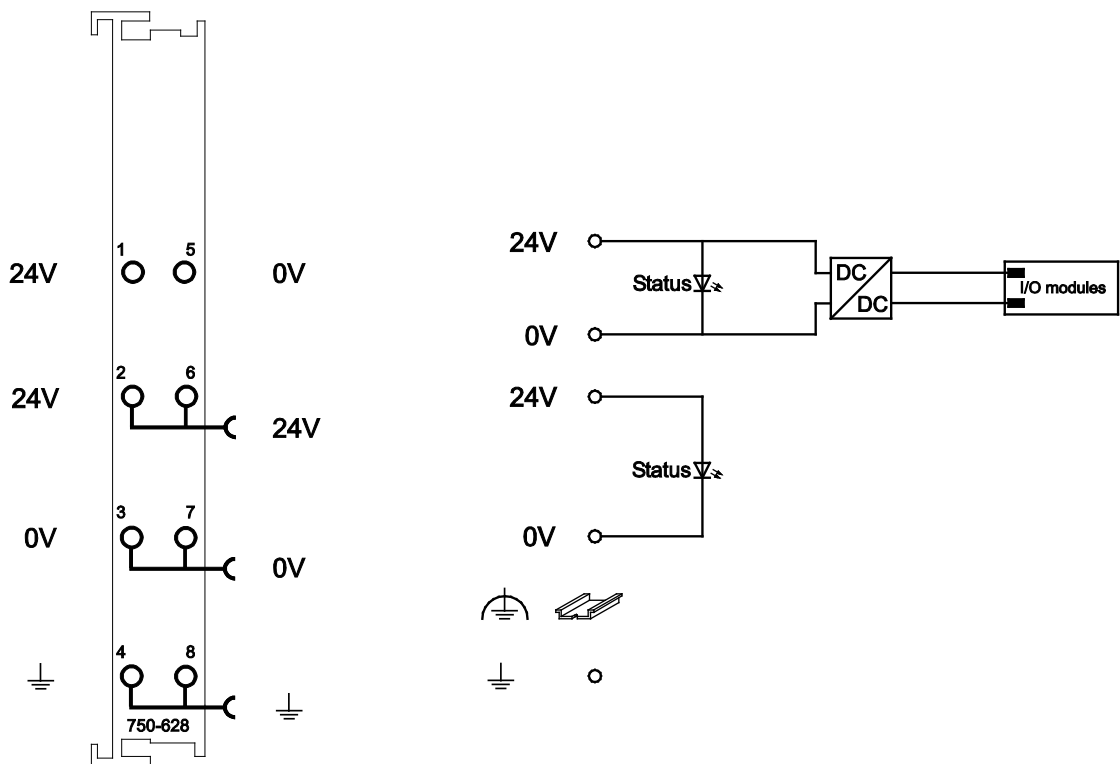 1 5
24V 0V
2 6
24V
24V
3 7
0V
0V
4 8
750-628
24V
Status
0V
DC
DC
I/O modules
24V
Status
0V